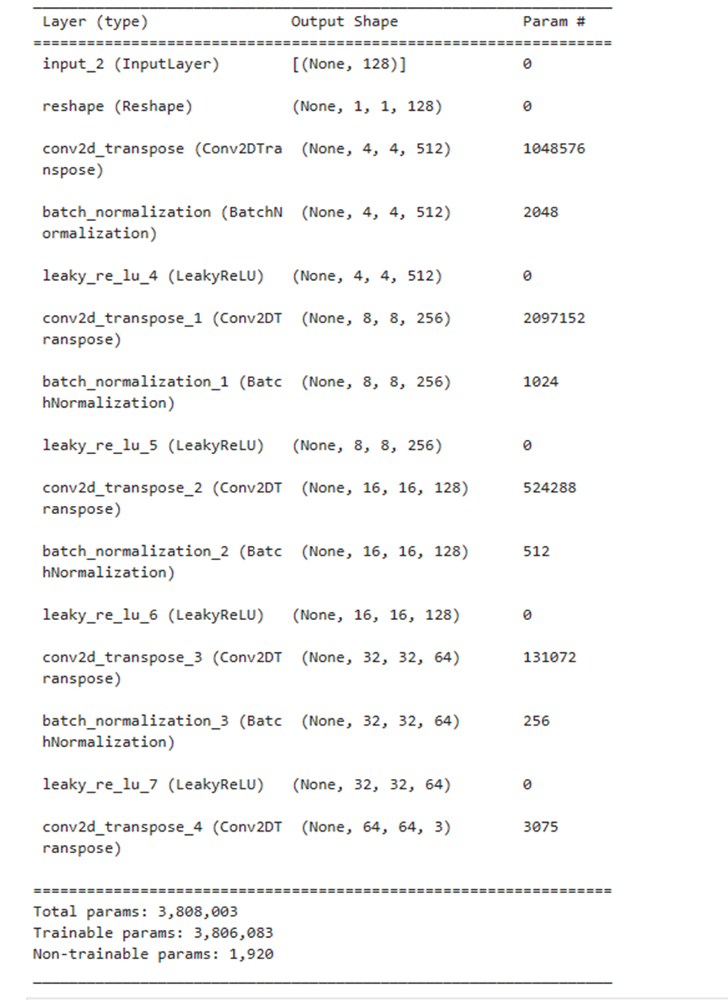 Layer (type) Output Shape Param #
=================================================================
input_2 (InputLayer) [(None, 128)] 0
reshape (Reshape) (None, 1, 1, 128) 0
conv2d_transpose (Conv2DTra (None, 4, 4, 512) 1048576
nspose)
batch_normalization (BatchN (None, 4, 4, 512) 2048
ormalization)
leaky_re_lu_4 (LeakyReLU) (None, 4, 4, 512) 0
conv2d_transpose_1 (Conv2DT (None, 8, 8, 256) 2097152
ranspose)
batch_normalization_1 (Batc (None, 8, 8, 256) 1024
hNormalization)
leaky_re_lu_5 (LeakyReLU) (None, 8, 8, 256) 0
conv2d_transpose_2 (Conv2DT (None, 16, 16, 128) 524288
ranspose)
batch_normalization_2 (Batc (None, 16, 16, 128) 512
hNormalization)
leaky_re_lu_6 (LeakyReLU) (None, 16, 16, 128) 0
conv2d_transpose_3 (Conv2DT (None, 32, 32, 64) 131072
ranspose)
batch_normalization_3 (Batc (None, 32, 32, 64) 256
hNormalization)
leaky_re_lu_7 (LeakyReLU) (None, 32, 32, 64) 0
conv2d_transpose_4 (Conv2DT (None, 64, 64, 3) 3075
ranspose)
=================================================================
Total params: 3,808,003
Trainable params: 3,806,083
Non-trainable params: 1,920